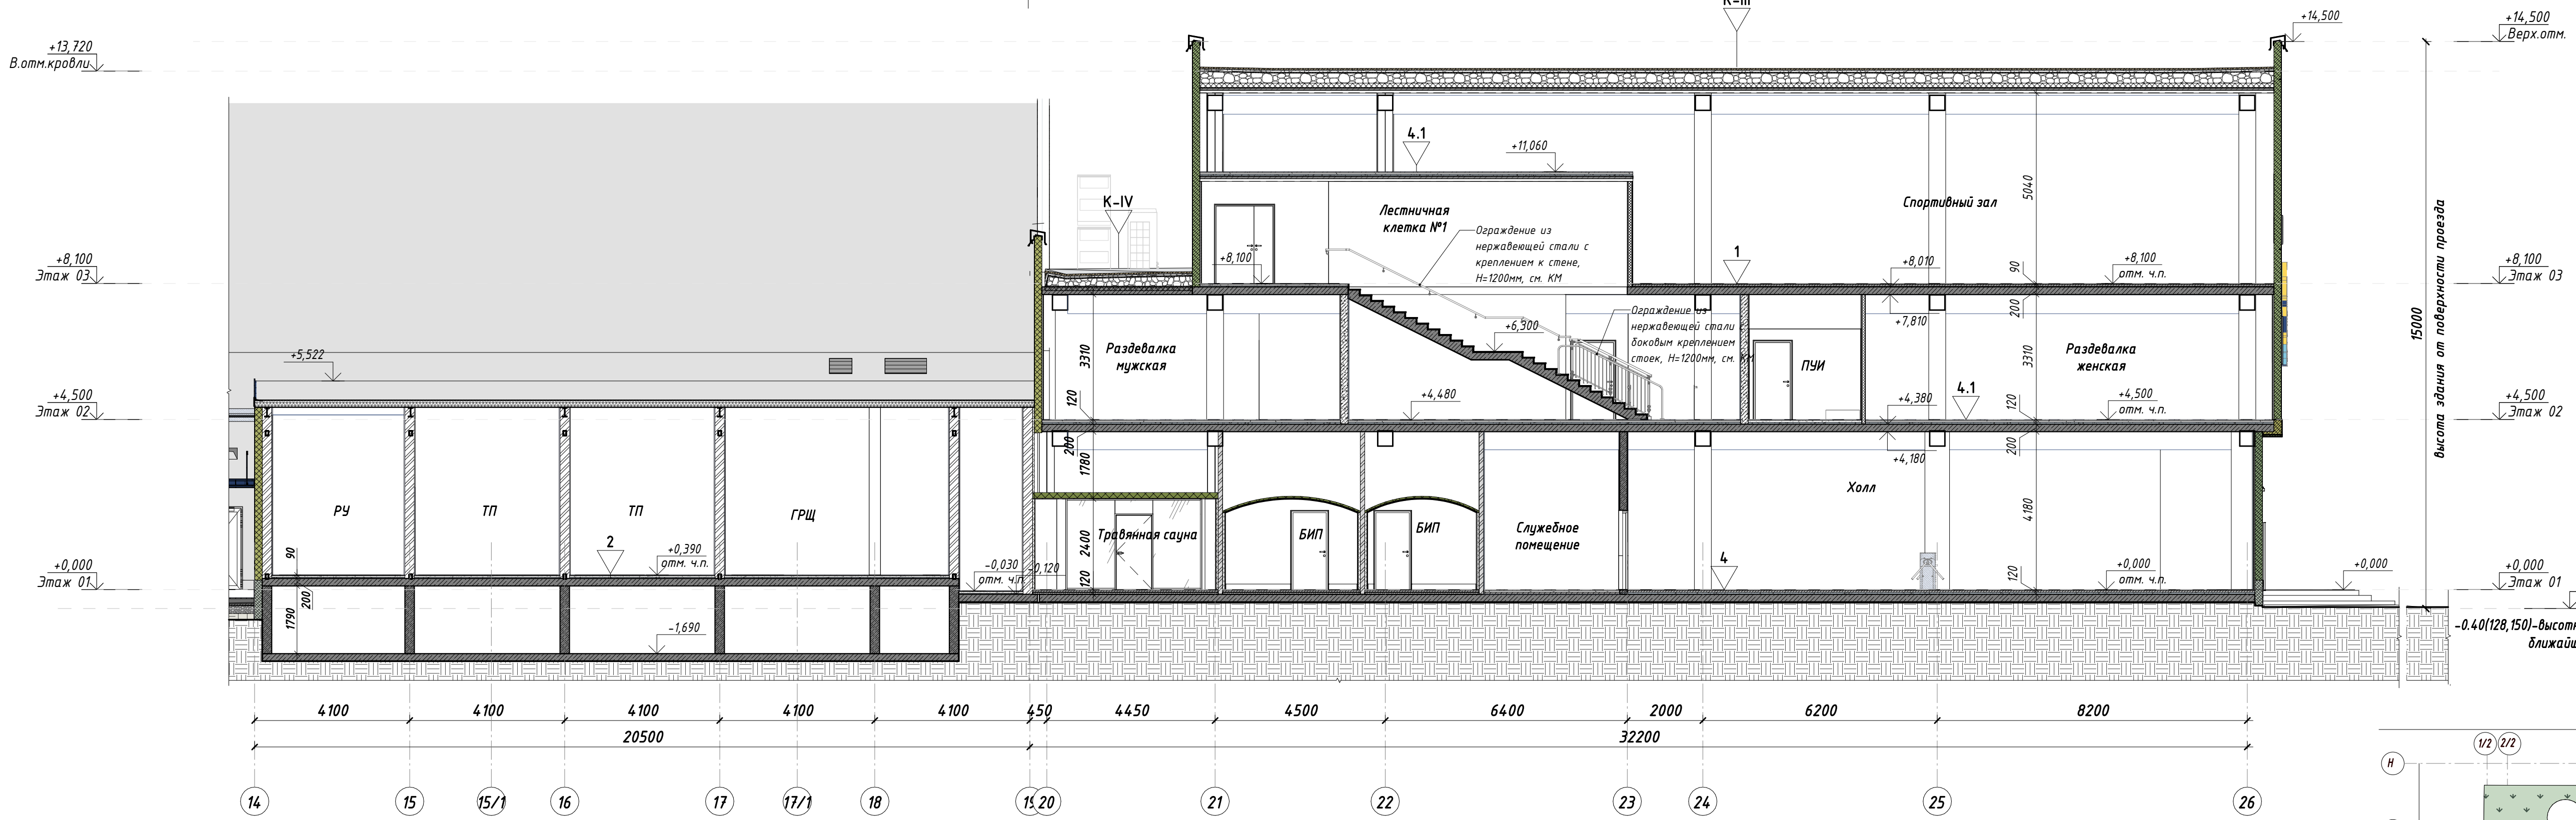 К-III
+14,500
+14,500
Верх.отм.
+13,720
В.отм.кровли
4.1
+11,060
К-IV
Лестничная
клетка №1
Спортивный зал
5040
Ограждение из
нержавеющей стали с
креплением к стене,
Н=1200мм, см. КМ
15000
высота здания от поверхности проезда
+8,100
Этаж 03
+8,100
1
+8,010
90
+8,100
отм. ч.п.
+8,100
Этаж 03
200
+7,810
Ограждение из
нержавеющей стали с
боковым креплением
стоек, Н=1200мм, см. КМ
+6,300
+5,522
3310
Раздевалка
мужская
ПУИ
3310
Раздевалка
женская
+4,500
Этаж 02
120
+4,480
+4,380
4.1
120
+4,500
отм. ч.п.
+4,500
Этаж 02
200
1780
+4,180
200
РУ
ТП
ТП
ГРЩ
Травянная сауна
БИП
БИП
Служебное
помещение
Холл
4180
2400
+0,000
Этаж 01
90
2
+0,390
отм. ч.п.
-0,030
отм. ч.п.
-0,120
120
4
120
+0,000
отм. ч.п.
+0,000
+0,000
Этаж 01
200
1790
-1,690
-0.40(128,150)-высотн
ближайш
4100
4100
4100
4100
4100
450
4450
4500
6400
2000
6200
8200
20500
32200
1/2
2/2
Н
14
15
15/1
16
17
17/1
18
19
20
21
22
23
24
25
26